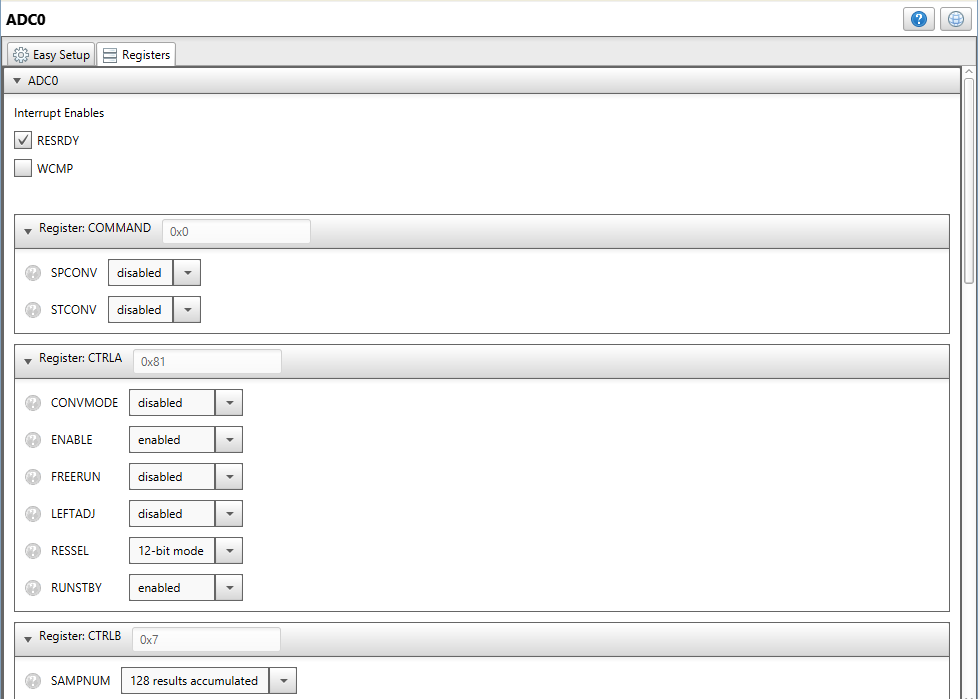 ADC0
Easy Setup Registers
ADC0
Interrupt Enables
RESRDY
WCMP
Register: COMMAND 0x0
SPCONV disabled
STCONV disabled
Register: CTRLA 0x81
CONVMODE disabled
ENABLE enabled
FREERUN disabled
LEFTADJ disabled
RESSEL 12-bit mode
RUNSTBY enabled
Register: CTRLB 0x7
SAMPNUM 128 results accumulated